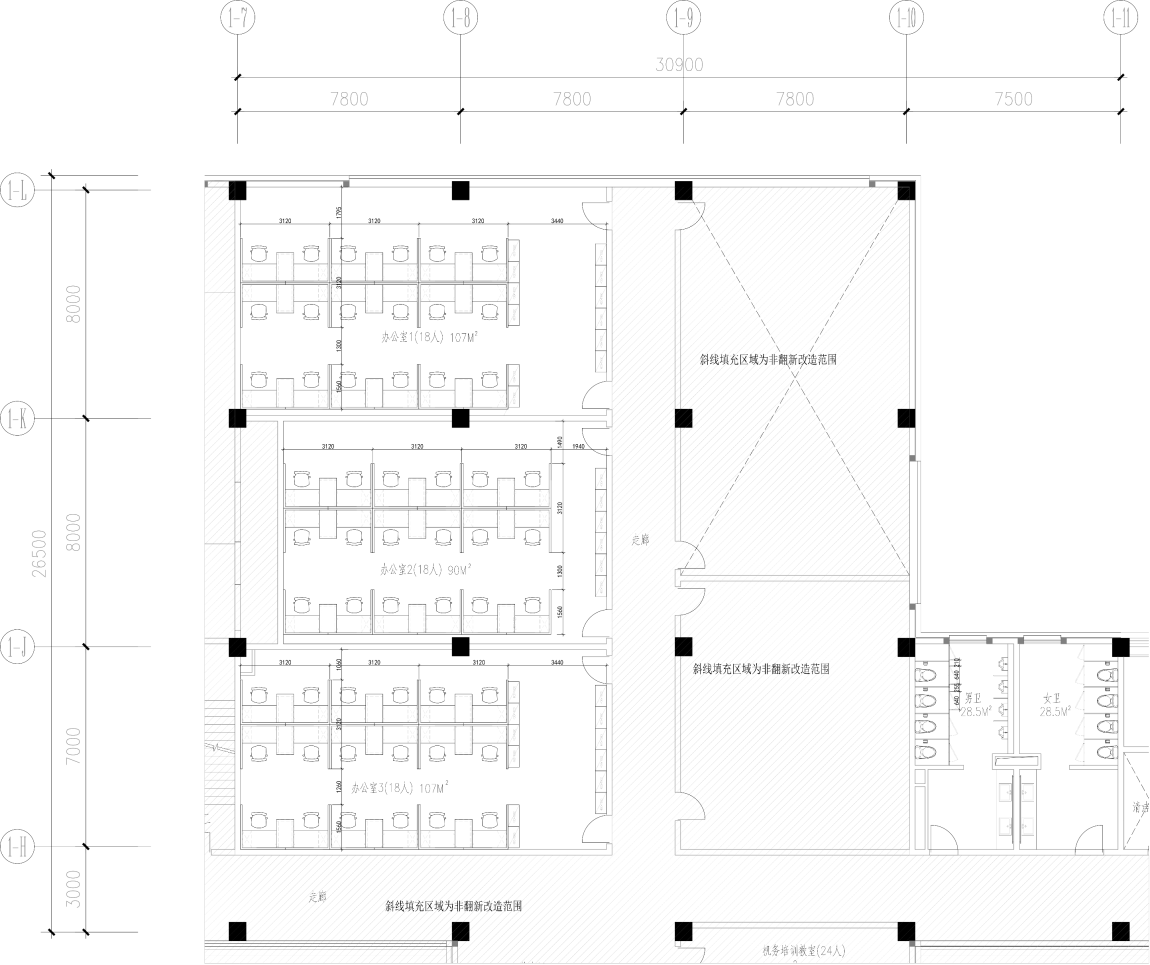 1-7 1-8 1-9 1-10 1-11
30900
7800 7800 7800 7500
1-L
1-K
1-J
1-H
8000
8000
7000
3000
26500
3120 3120 3120 3440
1795
3120
1300
1560
办公室1(18人) 107M²
3120 3120 3120 1940
1490
3120
1300
1560
办公室2(18人) 90M²
3120 3120 3120 3440
1060
3120
1260
1560
办公室3(18人) 107M²
走廊
斜线填充区域为非翻新改造范围
斜线填充区域为非翻新改造范围
210
640
640
男卫
28.5M²
女卫
28.5M²
走廊
斜线填充区域为非翻新改造范围
机务培训教室(24人)